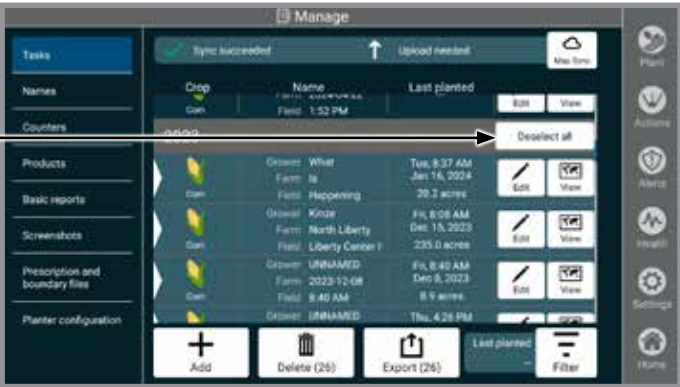 Manage
Tasks
Names
Counters
Products
Basic reports
Screenshots
Prescription and
boundary files
Planter configuration
Sync succeeded
Upload needed
Map Sync
Crop Name Last planted
Corn Field 1:52 PM
Edit View
2023
Deselect all
Grower What Tue, 8:37 AM
Farm Is Jan 16, 2024
Corn Field Happening 20.2 acres
Edit View
Grower Kinze Fri, 8:08 AM
Farm North Liberty Dec 15, 2023
Corn Field Liberty Center 235.0 acres
Edit View
Grower UNNAMED Fri, 8:40 AM
Farm 2023-12-08 Dec 8, 2023
Corn Field 8:40 AM 8.9 acres
Edit View
Grower UNNAMED Thu, 4:26 PM
Add
Delete (26)
Export (26)
Last planted
--
Filter
Plant
Actions
Alerts
Health
Settings
Home